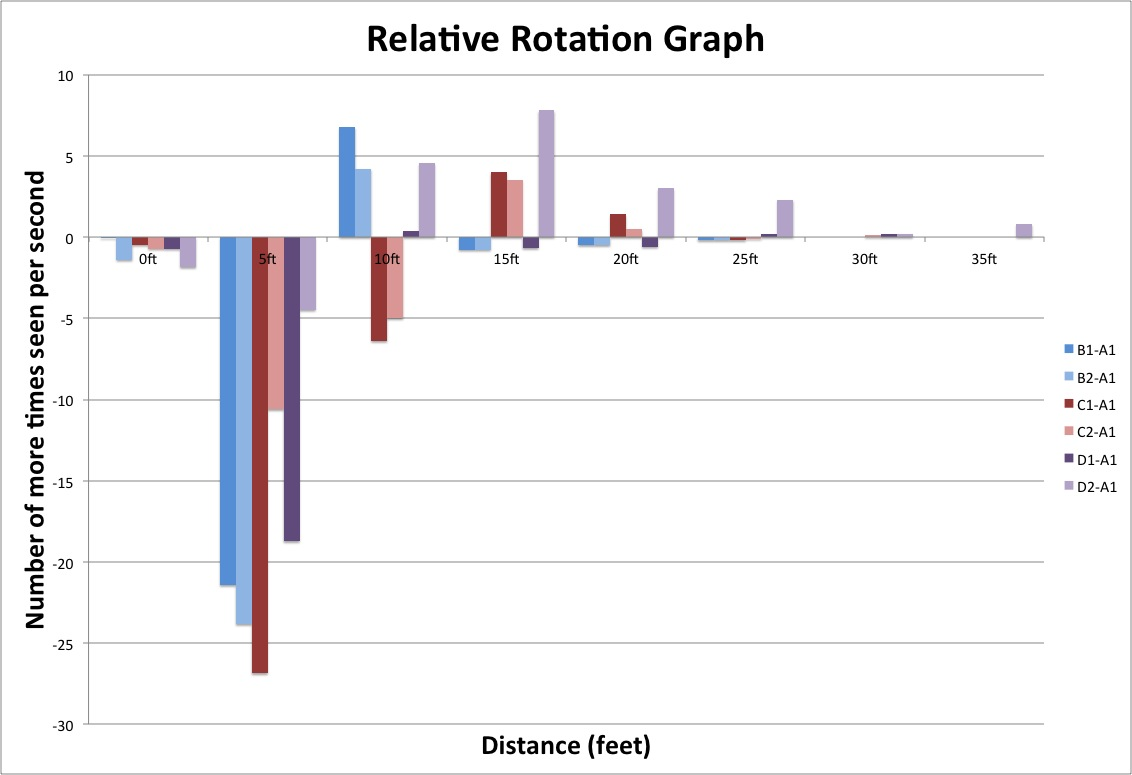 Relative Rotation Graph
Number of more times seen per second
10
5
0
-5
-10
-15
-20
-25
-30
0ft
5ft
10ft
15ft
20ft
25ft
30ft
35ft
B1-A1
B2-A1
C1-A1
C2-A1
D1-A1
D2-A1
Distance (feet)